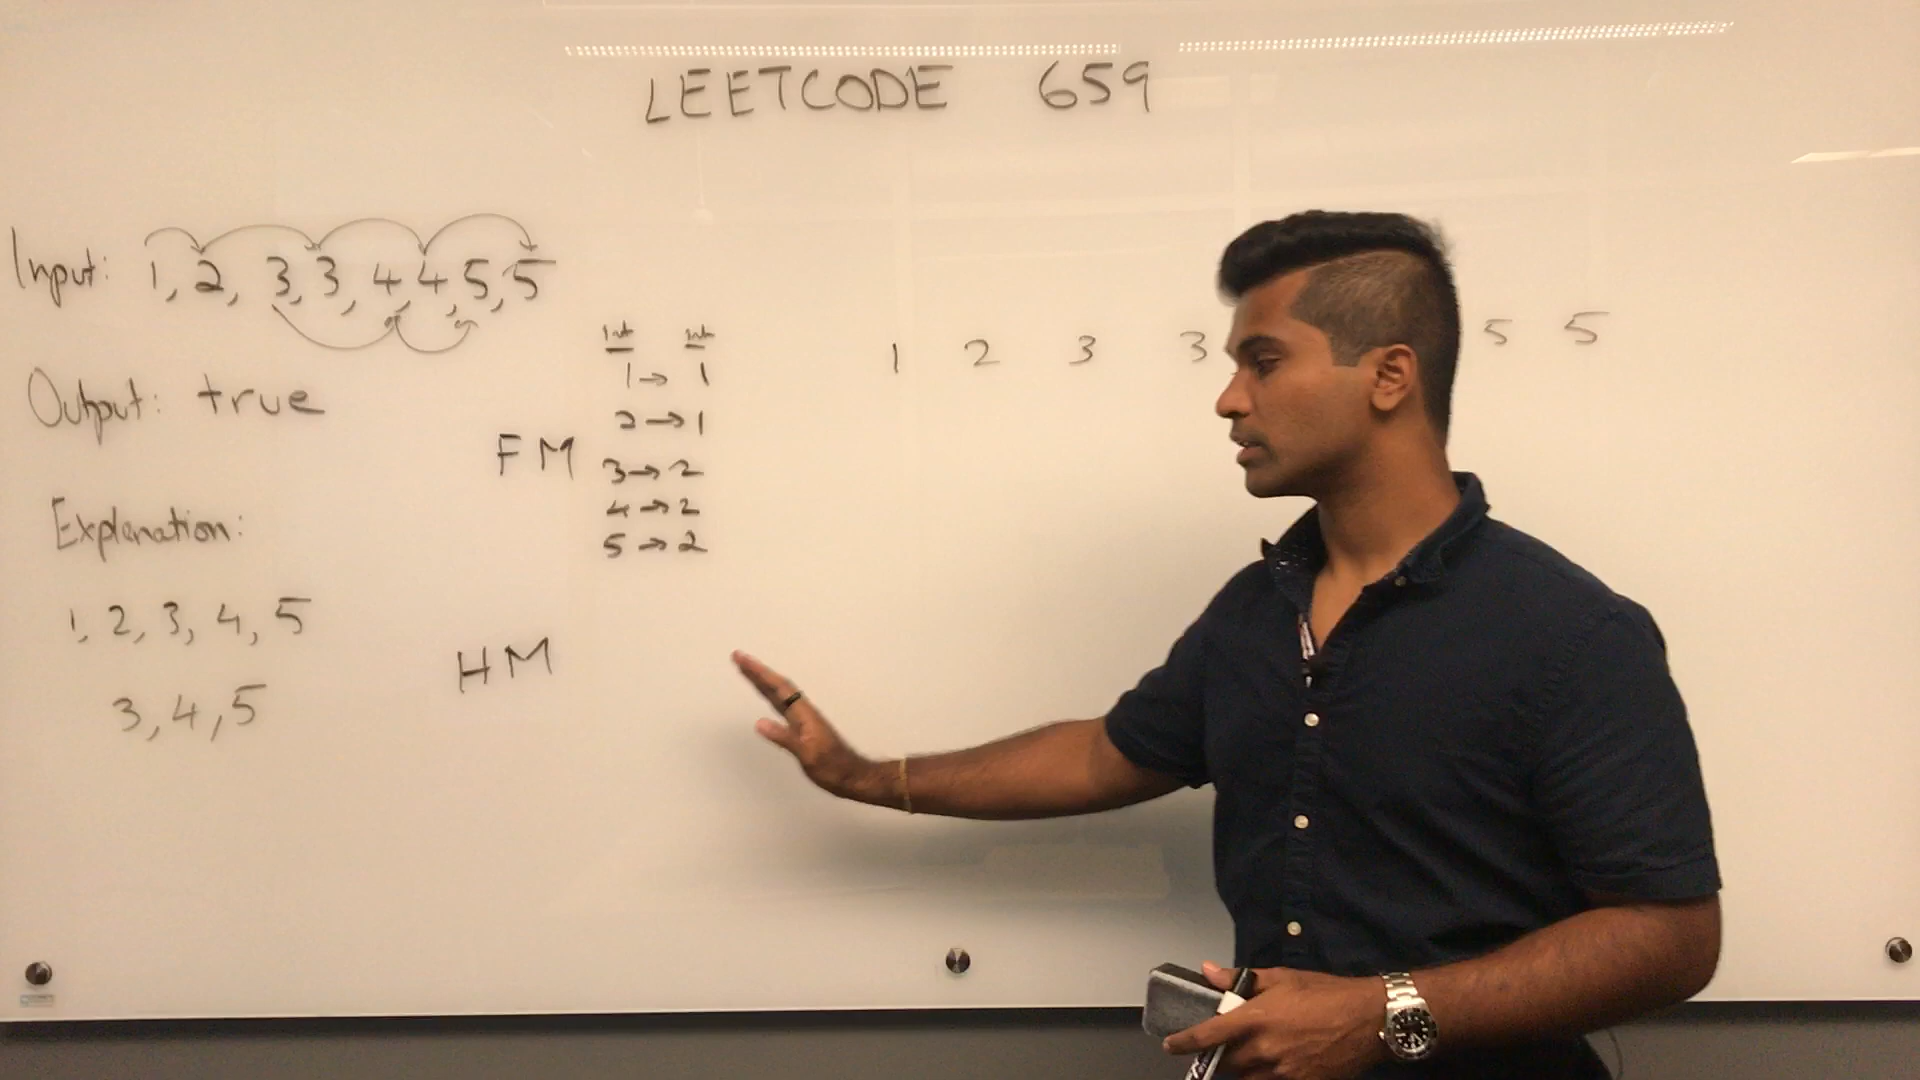 LEETCODE 659
Input: 1, 2, 3, 3, 4, 4, 5, 5
Output: true
Explanation:
1, 2, 3, 4, 5
3, 4, 5
FM
Int Int
1 → 1
2 → 1
3 → 2
4 → 2
5 → 2
HM
1 2 3 3 5 5